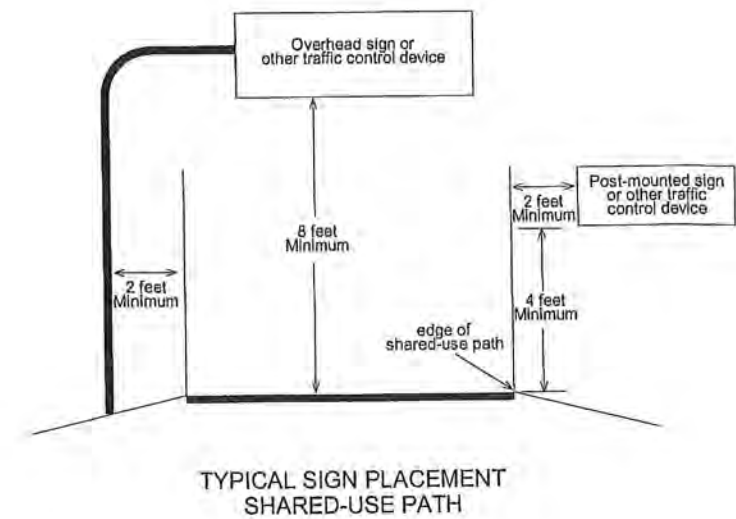 Overhead sign or
other traffic control device
Post-mounted sign
or other traffic
control device
2 feet
Minimum
8 feet
Minimum
2 feet
Minimum
4 feet
Minimum
edge of
shared-use path
TYPICAL SIGN PLACEMENT
SHARED-USE PATH